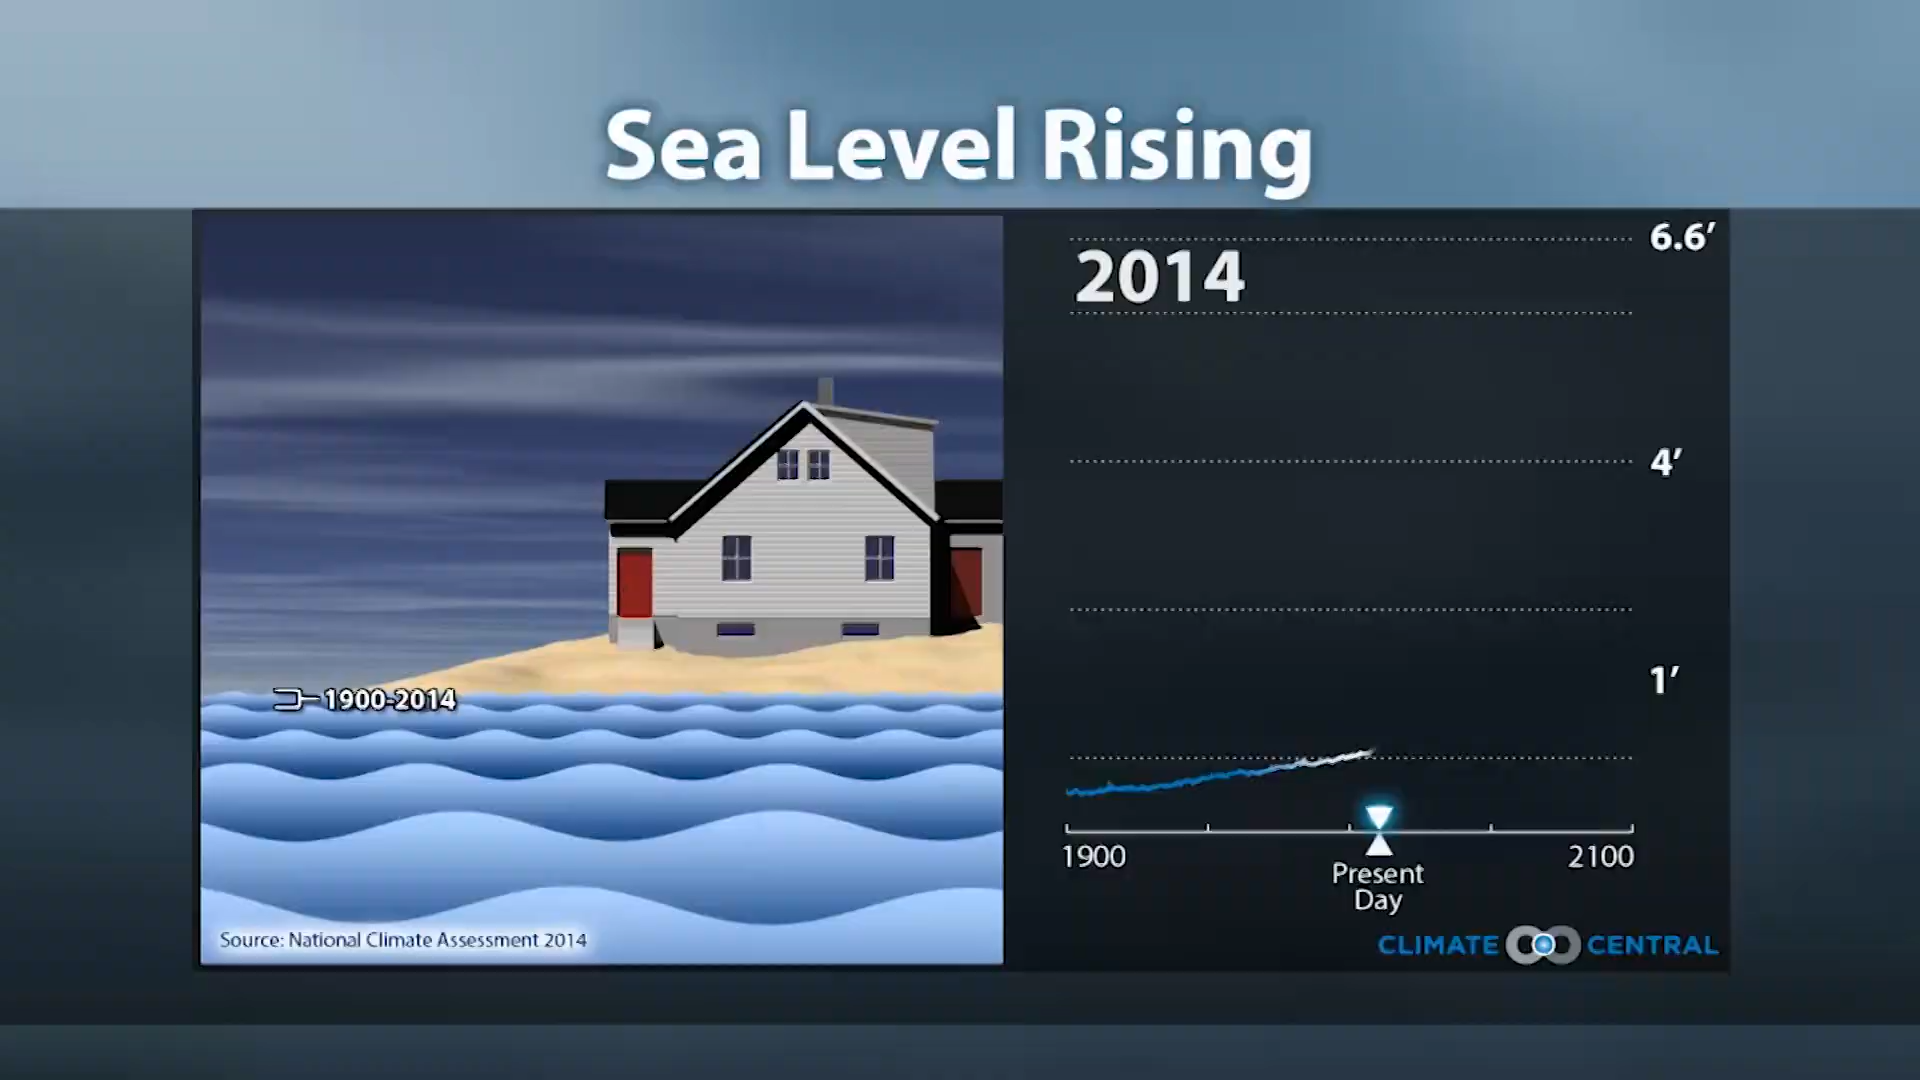 Sea Level Rising
2014
6.6′
4′
1′
1900-2014
1900
2100
Present
Day
Source: National Climate Assessment 2014
CLIMATE CENTRAL